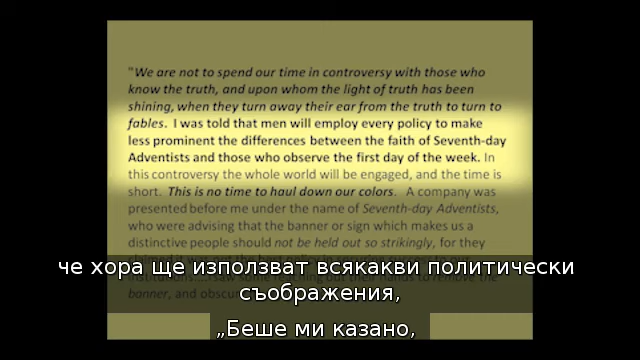 "We are not to spend our time in controversy with those who
know the truth, and upon whom the light of truth has been
shining, when they turn away their ear from the truth to turn to
fables. I was told that men will employ every policy to make
less prominent the differences between the faith of Seventh-day
Adventists and those who observe the first day of the week. In
this controversy the whole world will be engaged, and the time is
short. This is no time to haul down our colors. A company was
presented before me under the name of Seventh-day Adventists,
who were advising that the banner or sign which makes us a
distinctive people should not be held out so strikingly, for they
banner, and obscure
че хора ще използват всякакви политически
съображения,
„Беше ми казано,